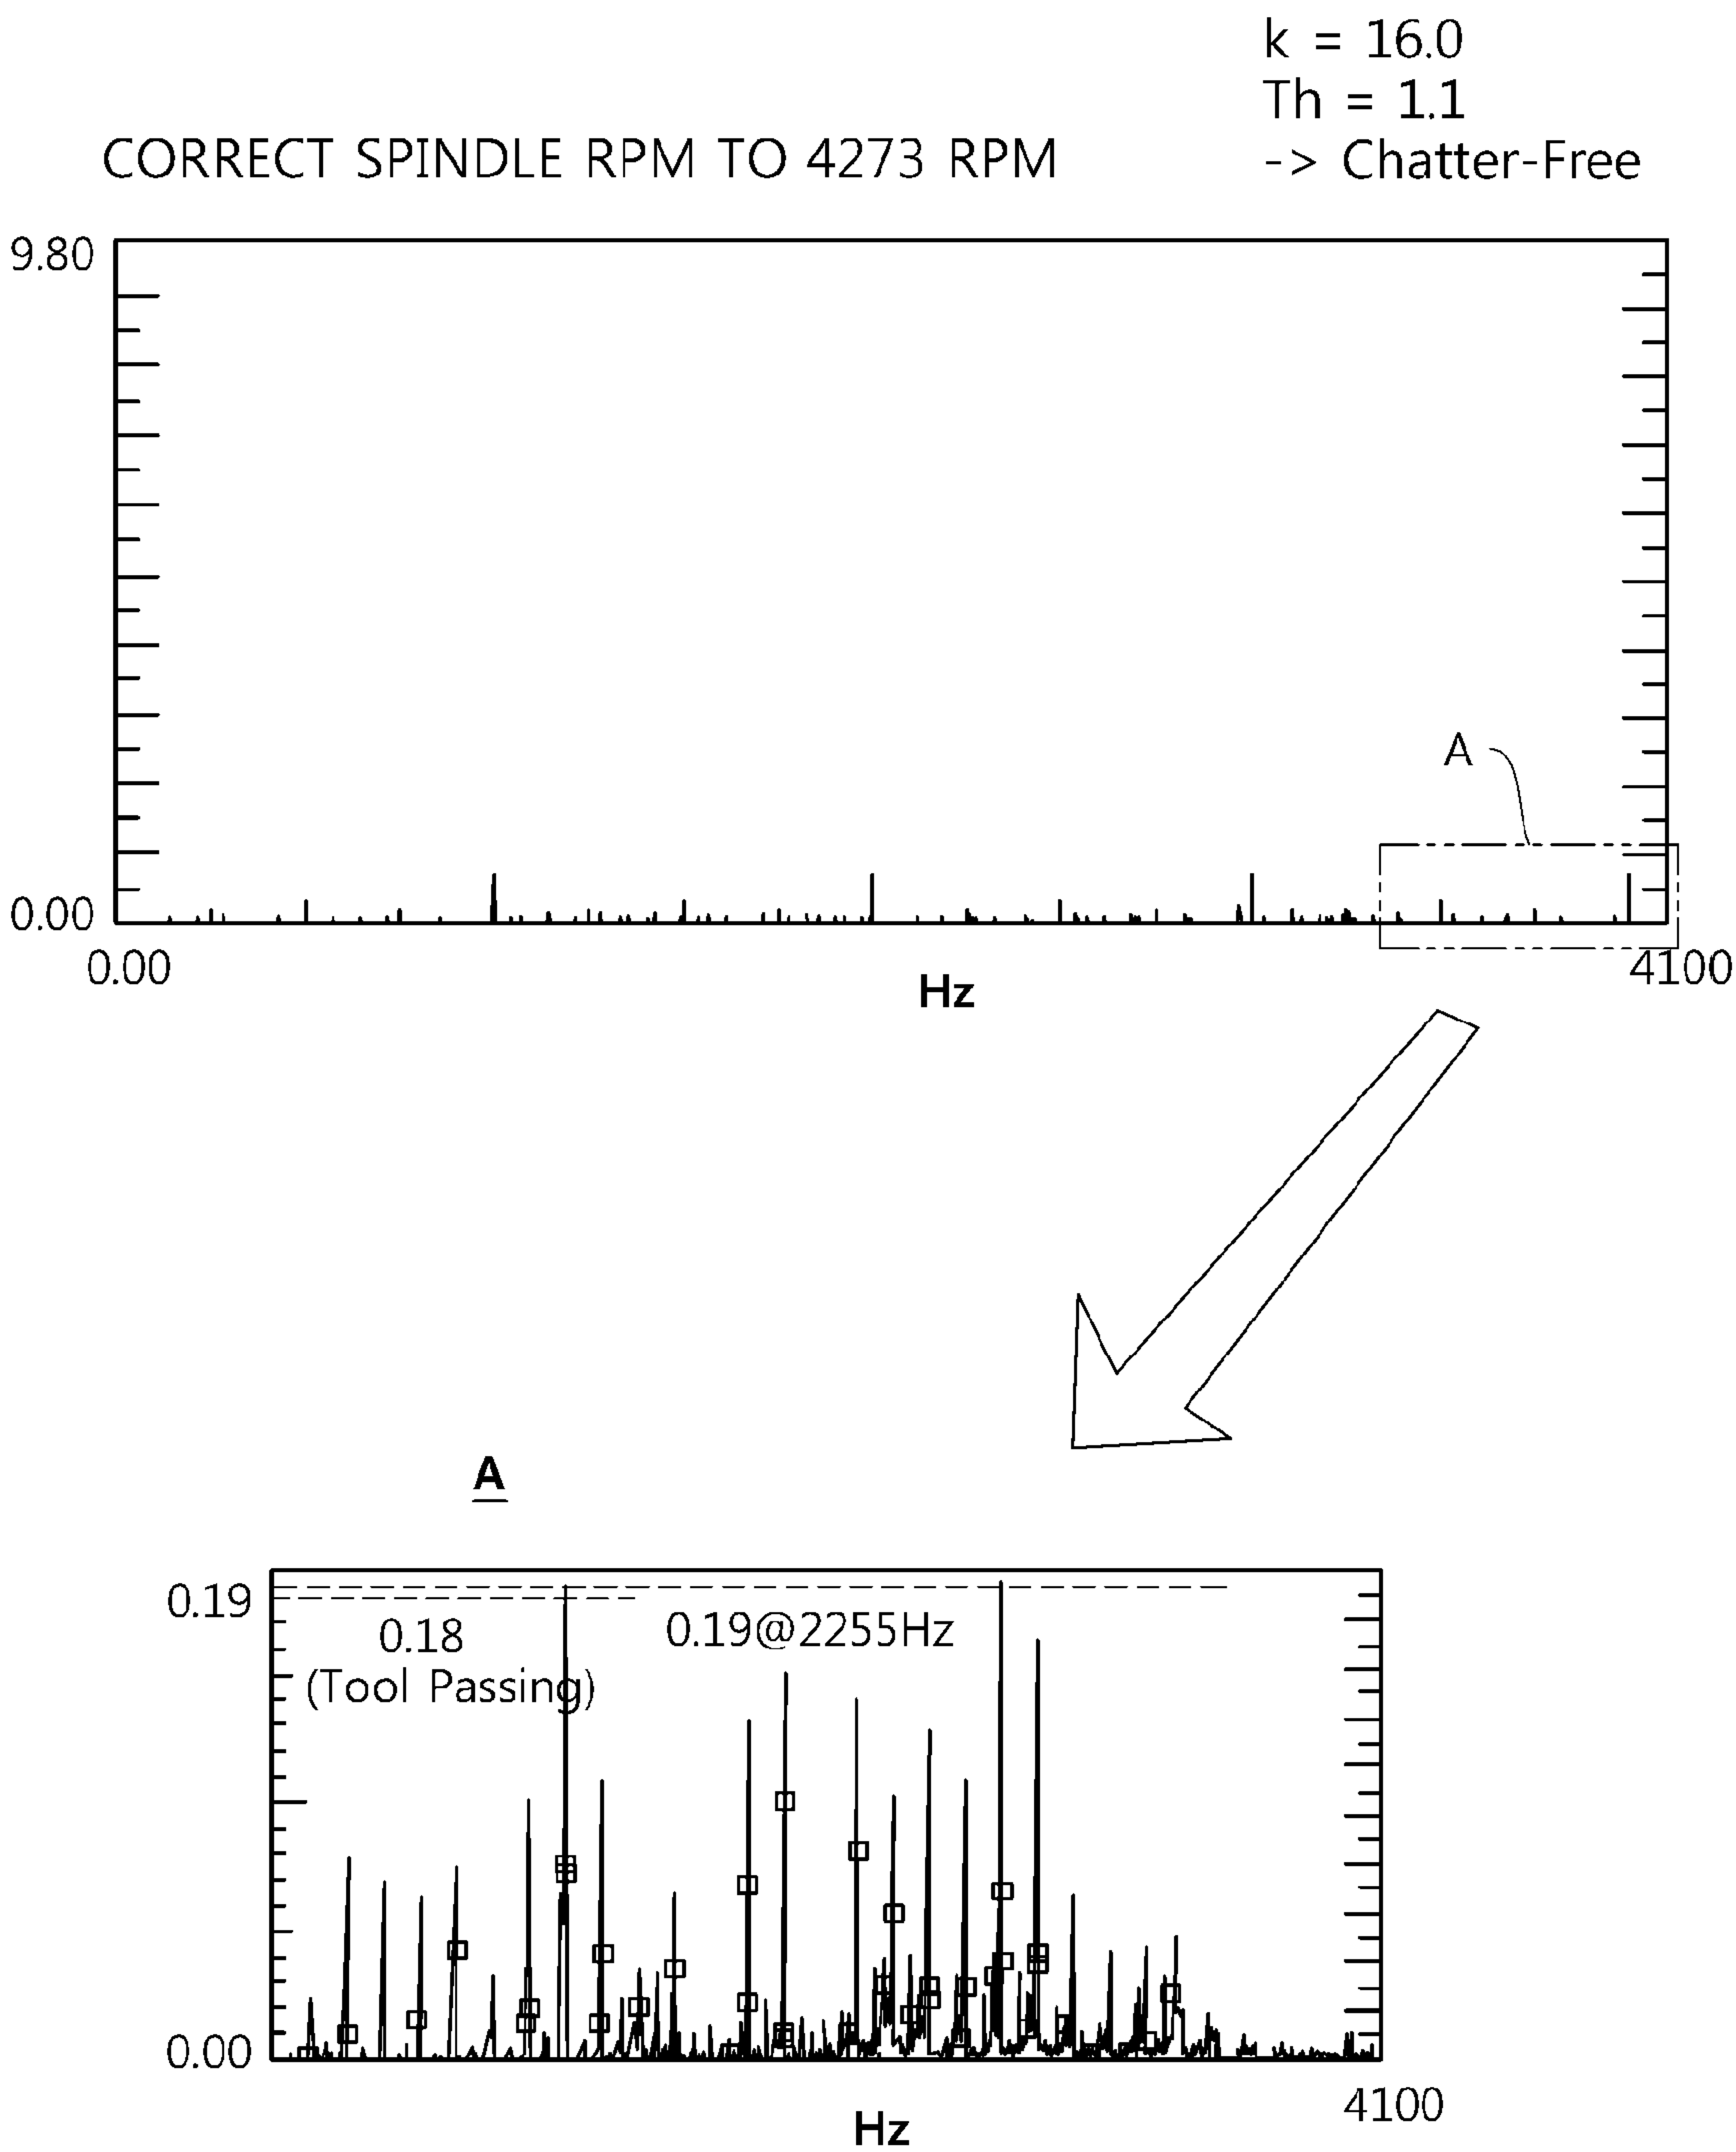 k = 16.0
Th = 1.1
CORRECT SPINDLE RPM TO 4273 RPM
-> Chatter-Free
9.80
A
0.00
0.00
4100
Hz
A
0.19
0.18
0.19@2255Hz
(Tool Passing)
0.00
4100
Hz